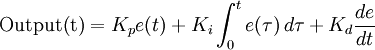 Output(t) = K_p e(t) + K_i ∫_0^t e(τ) dτ + K_d de/dt